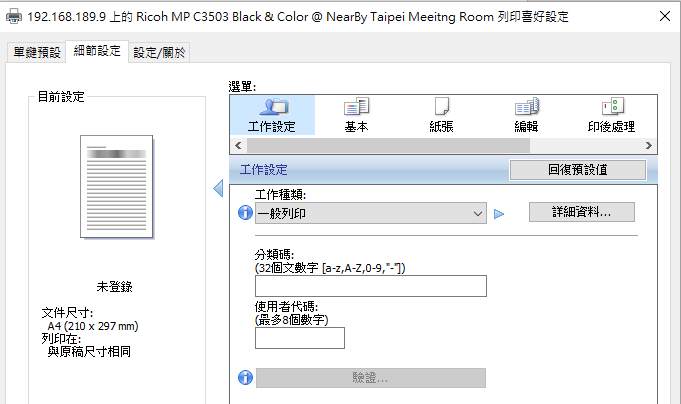 192.168.189.9 上的 Ricoh MP C3503 Black & Color @ NearBy Taipei Meeitng Room 列印喜好設定
單鍵預設
細節設定
設定/關於
目前設定
未登錄
文件尺寸:
A4 (210 x 297 mm)
列印在:
與原稿尺寸相同
選單:
工作設定
基本
紙張
編輯
印後處理
工作設定
回復預設值
工作種類:
一般列印
詳細資料...
分類碼:
(32個文數字 [a-z,A-Z,0-9,"-"])
使用者代碼:
(最多8個數字)
驗證...